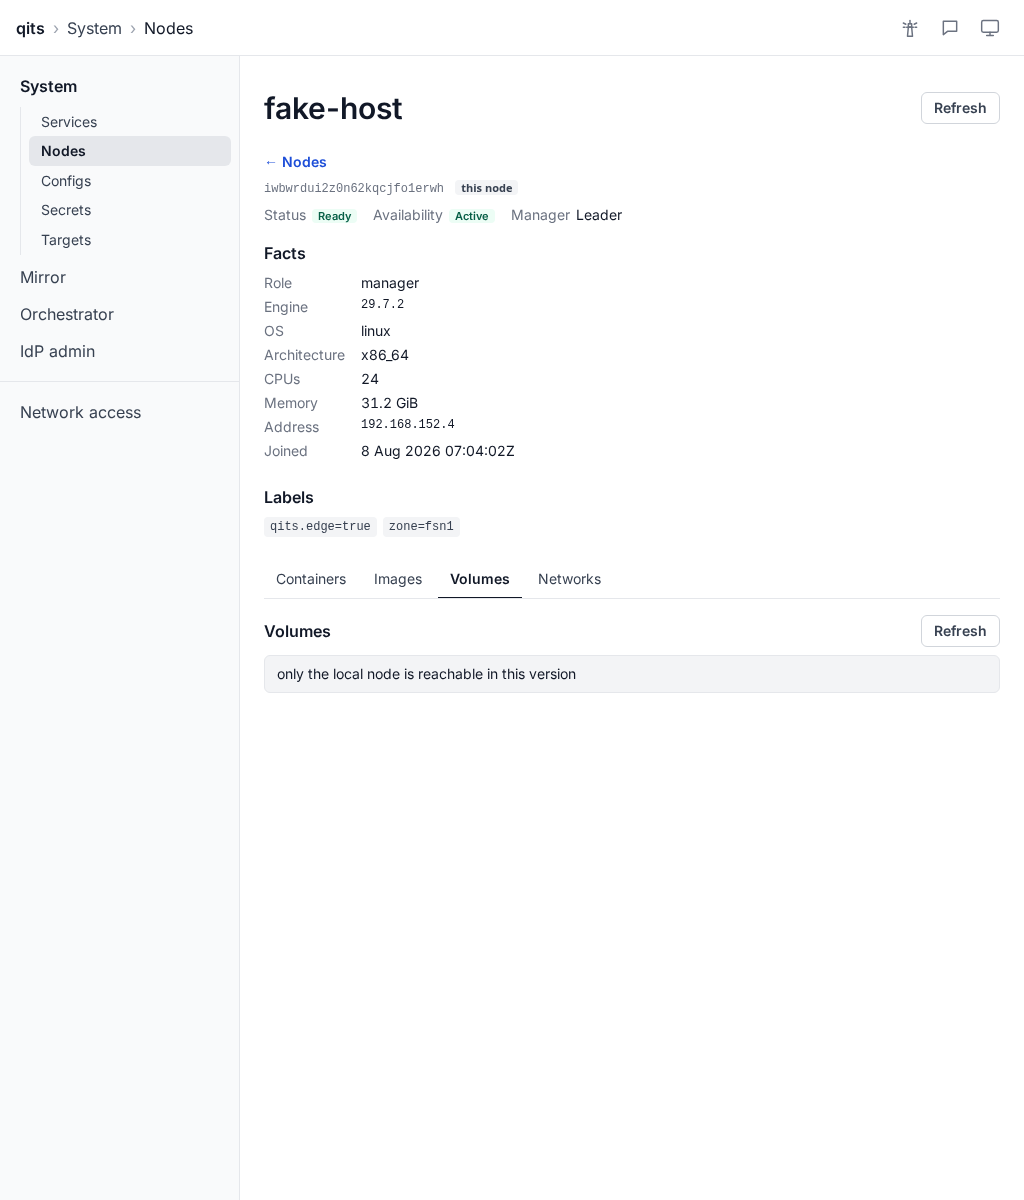 qits › System › Nodes
System
Services
Nodes
Configs
Secrets
Targets
Mirror
Orchestrator
IdP admin
Network access
fake-host
Refresh
← Nodes
iwbwrdui2z0n62kqcjfo1erwh this node
Status Ready Availability Active Manager Leader
Facts
Role manager
Engine 29.7.2
OS linux
Architecture x86_64
CPUs 24
Memory 31.2 GiB
Address 192.168.152.4
Joined 8 Aug 2026 07:04:02Z
Labels
qits.edge=true zone=fsn1
Containers Images Volumes Networks
Volumes Refresh
only the local node is reachable in this version